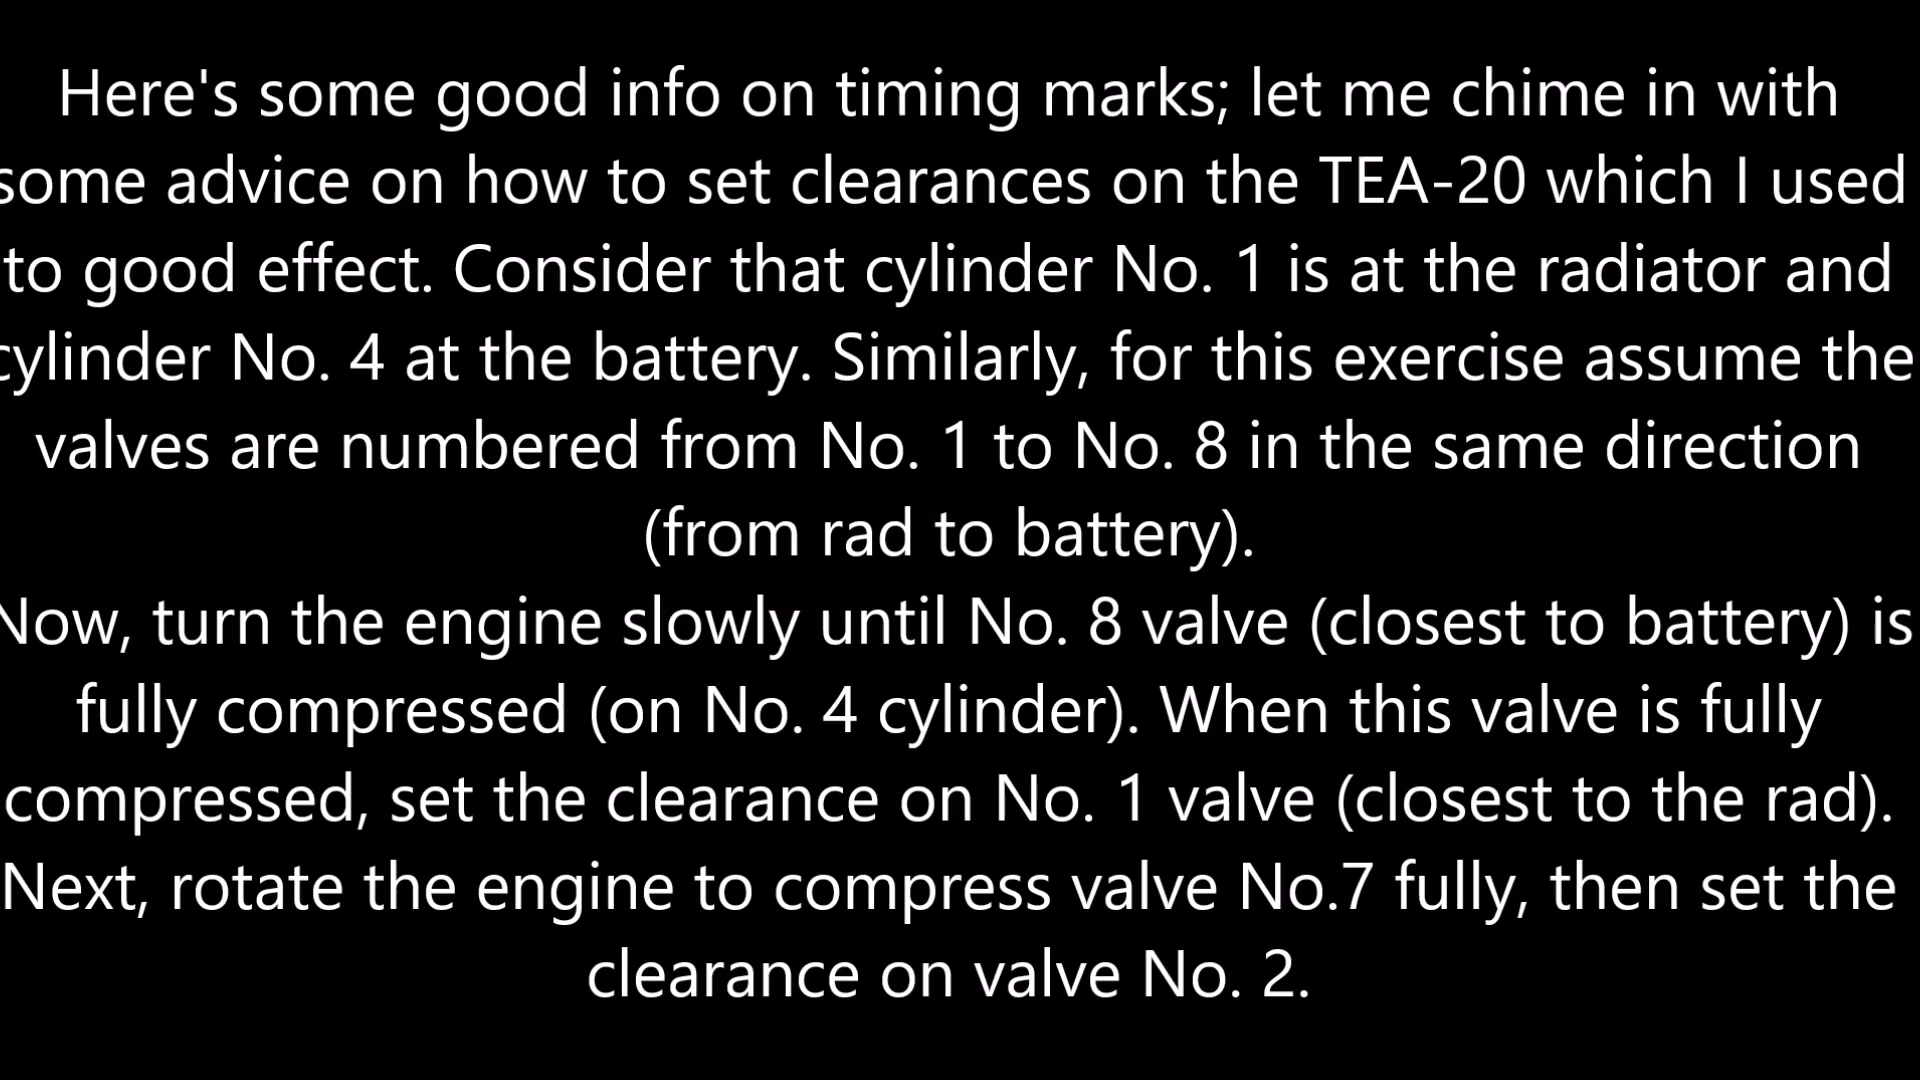 Here's some good info on timing marks; let me chime in with
some advice on how to set clearances on the TEA-20 which I used
to good effect. Consider that cylinder No. 1 is at the radiator and
cylinder No. 4 at the battery. Similarly, for this exercise assume the
valves are numbered from No. 1 to No. 8 in the same direction
(from rad to battery).
Now, turn the engine slowly until No. 8 valve (closest to battery) is
fully compressed (on No. 4 cylinder). When this valve is fully
compressed, set the clearance on No. 1 valve (closest to the rad).
Next, rotate the engine to compress valve No.7 fully, then set the
clearance on valve No. 2.